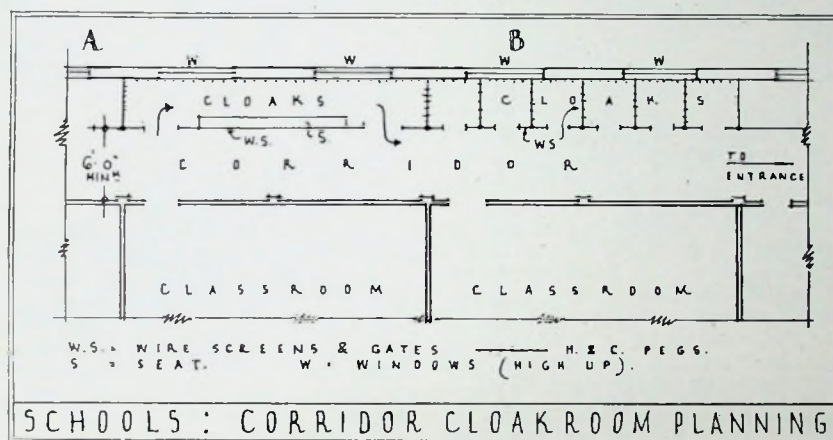 A B
W W W W
CLOAKS CLOAKS
W.S. S. WS
6'.0"
MINM
CORRIDOR
TO
ENTRANCE
CLASSROOM CLASSROOM
W.S. = WIRE SCREENS & GATES H & C. PEGS.
S = SEAT. W = WINDOWS (HIGH UP).
SCHOOLS : CORRIDOR CLOAKROOM PLANNING